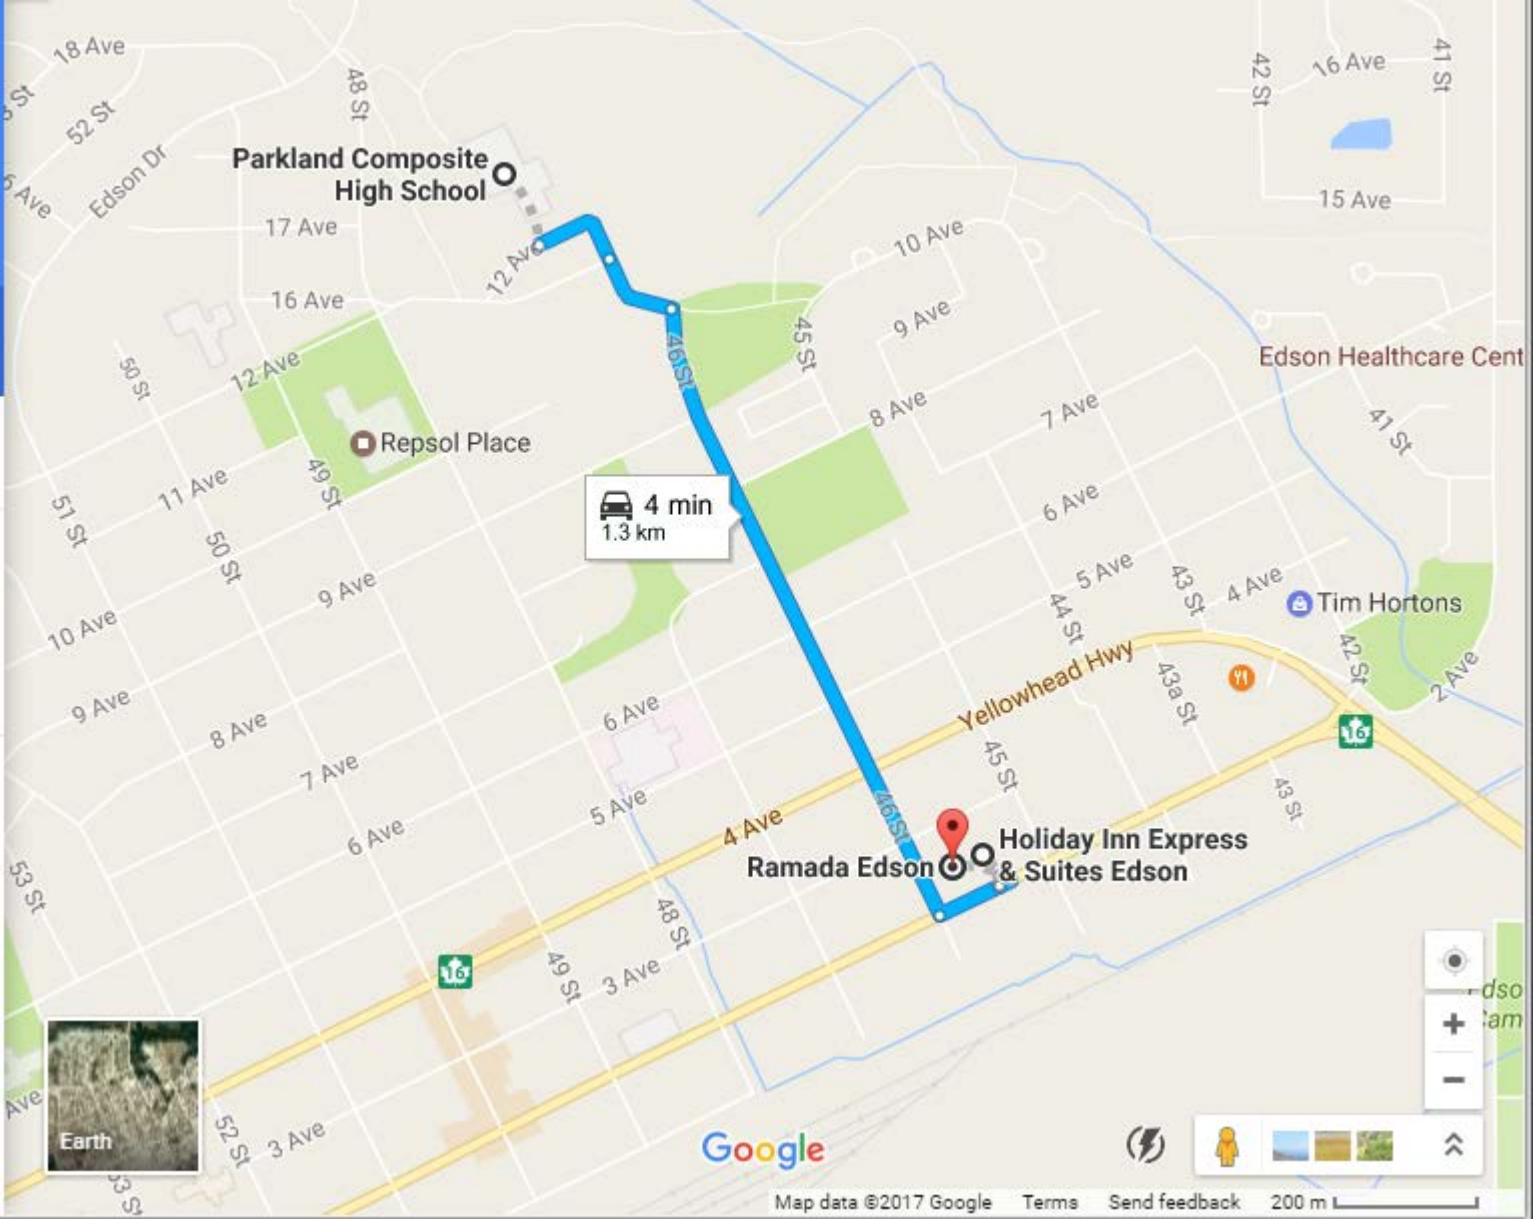 18 Ave
48 St
42 St
16 Ave
41 St
52 St
Parkland Composite
High School
Edson Dr
15 Ave
17 Ave
12 Ave
10 Ave
16 Ave
9 Ave
45 St
Edson Healthcare Cent
46 St
50 St
12 Ave
8 Ave
7 Ave
41 St
Repsol Place
11 Ave
49 St
4 min
1.3 km
6 Ave
51 St
50 St
9 Ave
5 Ave
43 St
4 Ave
Tim Hortons
44 St
10 Ave
42 St
2 Ave
Yellowhead Hwy
43a St
9 Ave
8 Ave
6 Ave
16
7 Ave
45 St
43 St
5 Ave
4 Ave
46 St
6 Ave
Holiday Inn Express
& Suites Edson
Ramada Edson
53 St
48 St
16
49 St
3 Ave
Ave
Earth
52 St
3 Ave
53 St
Google
Map data ©2017 Google
Terms
Send feedback
200 m